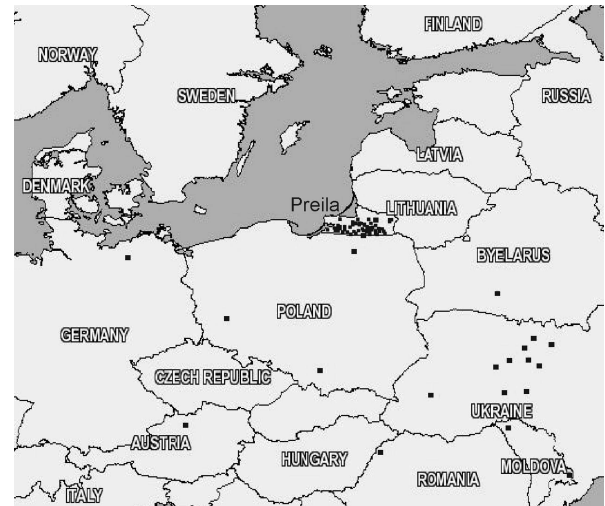 FINLAND
NORWAY
SWEDEN
RUSSIA
LATVIA
DENMARK
Preila
LITHUANIA
BYELARUS
POLAND
GERMANY
CZECH REPUBLIC
UKRAINE
AUSTRIA
HUNGARY
MOLDOVA
ROMANIA
ITALY